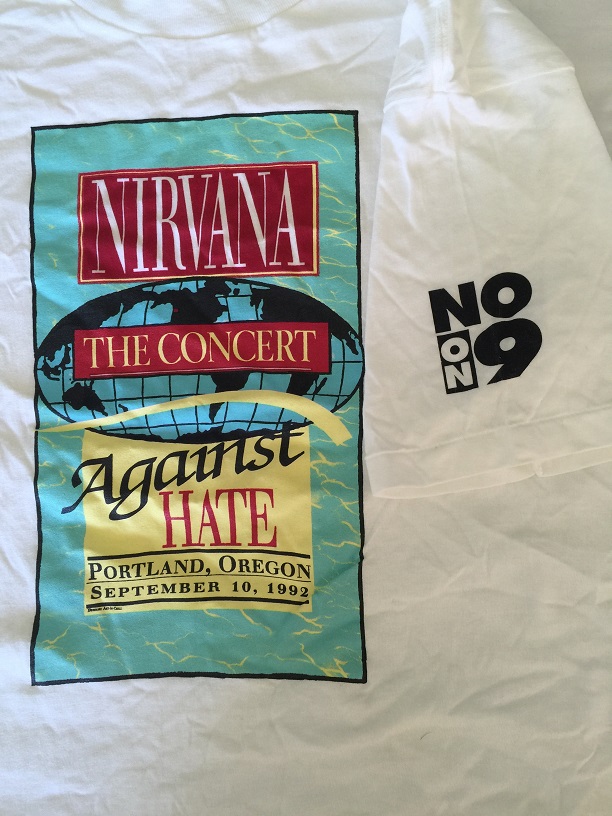 NIRVANA
THE CONCERT
Against
HATE
PORTLAND, OREGON
SEPTEMBER 10, 1992
NO
ON
9